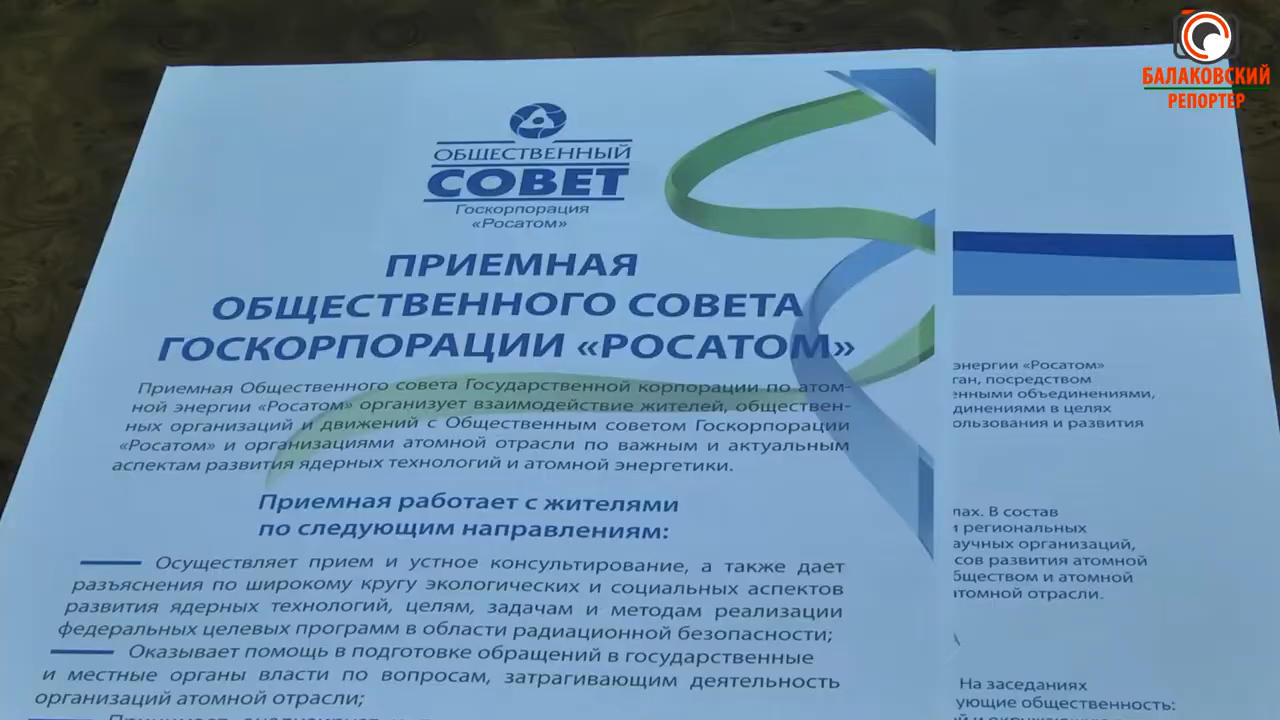 БАЛАКОВСКИЙ
РЕПОРТЕР
ОБЩЕСТВЕННЫЙ
СОВЕТ
Госкорпорация
«Росатом»
ПРИЕМНАЯ
ОБЩЕСТВЕННОГО СОВЕТА
ГОСКОРПОРАЦИИ «РОСАТОМ»
Приемная Общественного совета Государственной корпорации по атом-
ной энергии «Росатом» организует взаимодействие жителей, обществен-
ных организаций и движений с Общественным советом Госкорпорации
«Росатом» и организациями атомной отрасли по важным и актуальным
аспектам развития ядерных технологий и атомной энергетики.
Приемная работает с жителями
по следующим направлениям:
Осуществляет прием и устное консультирование, а также дает
разъяснения по широкому кругу экологических и социальных аспектов
развития ядерных технологий, целям, задачам и методам реализации
федеральных целевых программ в области радиационной безопасности;
Оказывает помощь в подготовке обращений в государственные
и местные органы власти по вопросам, затрагивающим деятельность
организаций атомной отрасли;
энергии «Росатом»
ган, посредством
енными объединениями,
динениями в целях
ользования и развития
пах. В состав
и региональных
аучных организаций,
сов развития атомной
бществом и атомной
атомной отрасли.
На заседаниях
ующие общественность: